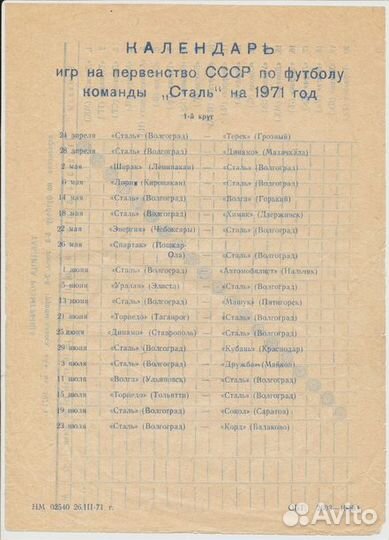 КАЛЕНДАРЬ
игр на первенство СССР по футболу
команды „Сталь" на 1971 год
1-й круг
24 апреля «Сталь» (Волгоград) — «Терек» (Грозный)
28 апреля «Сталь» (Волгоград) — «Динамо» (Махачкала)
2 мая «Ширак» (Ленинакан) — «Сталь» (Волгоград)
6 мая «Лори» (Кировакан) — «Сталь» (Волгоград)
14 мая «Сталь» (Волгоград) — «Волга» (Горький)
18 мая «Сталь» (Волгоград) — «Химик» (Дзержинск)
22 мая «Энергия» (Чебоксары) — «Сталь» (Волгоград)
26 мая «Спартак» (Йошкар-
Ола) — «Сталь» (Волгоград)
1 июня «Сталь» (Волгоград) — «Автомобилист» (Нальчик)
5 июня «Уралан» (Элиста) — «Сталь» (Волгоград)
13 июня «Сталь» (Волгоград) — «Машук» (Пятигорск)
21 июня «Торпедо» (Таганрог) — «Сталь» (Волгоград)
25 июня «Динамо» (Ставрополь) — «Сталь» (Волгоград)
29 июня «Сталь» (Волгоград) — «Кубань» (Краснодар)
3 июля «Сталь» (Волгоград) — «Дружба» (Майкоп)
11 июля «Волга» (Ульяновск) — «Сталь» (Волгоград)
15 июля «Торпедо» (Тольятти) — «Сталь» (Волгоград)
19 июля «Сталь» (Волгоград) — «Сокол» (Саратов)
23 июля «Сталь» (Волгоград) — «Корд» (Балаково)
НМ 02540 26.III-71 г.
Avito